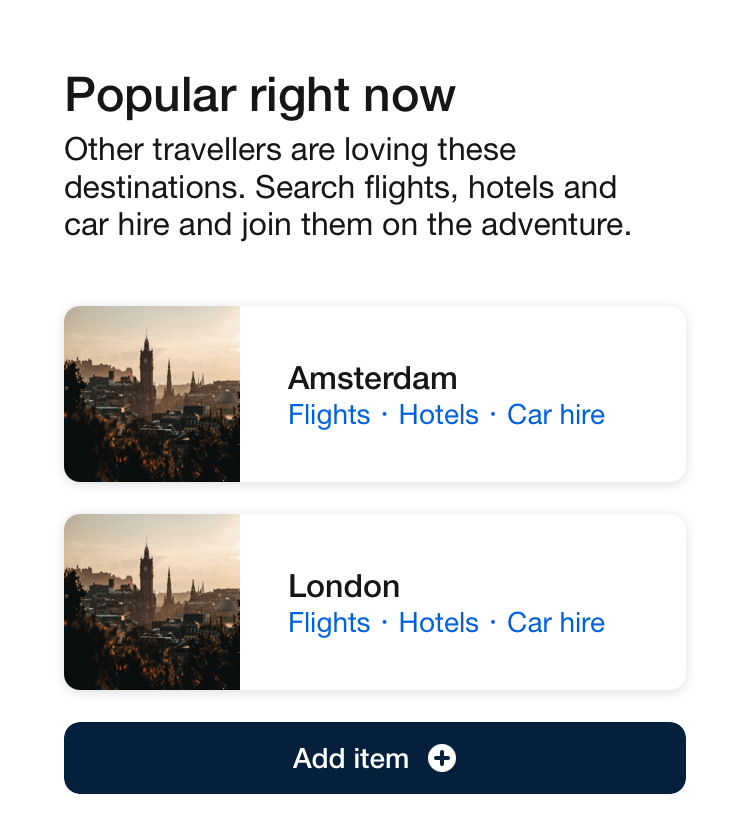 Popular right now
Other travellers are loving these
destinations. Search flights, hotels and
car hire and join them on the adventure.
Amsterdam
Flights · Hotels · Car hire
London
Flights · Hotels · Car hire
Add item